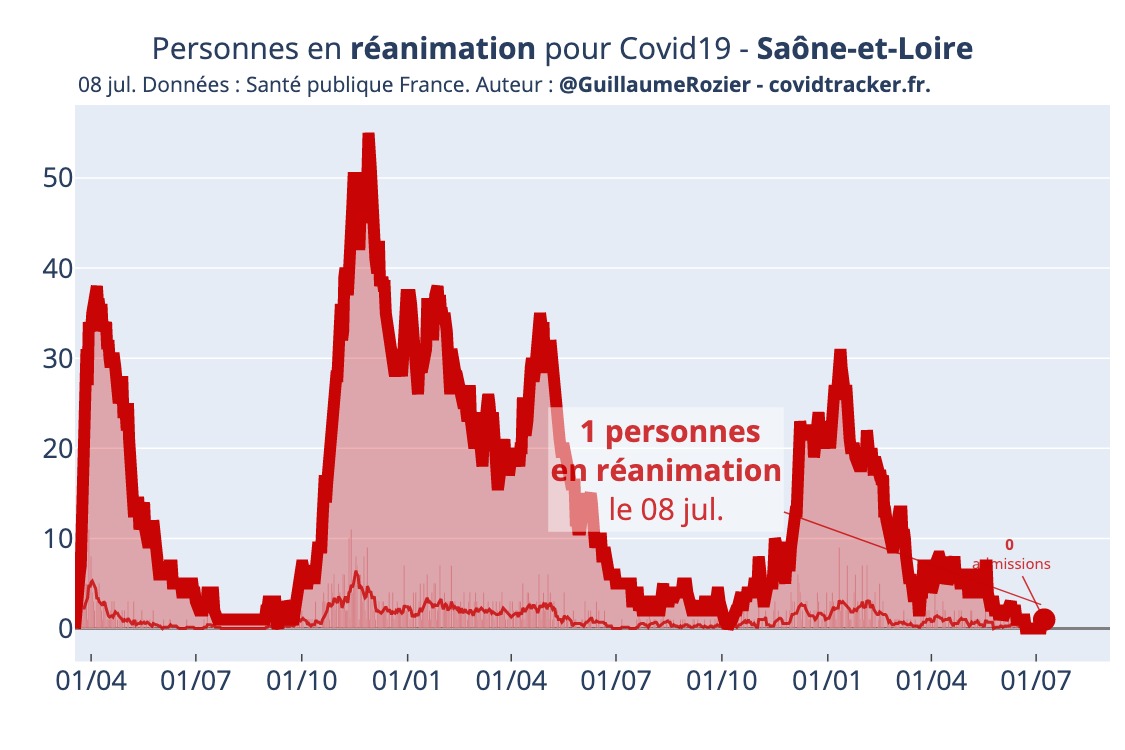 Personnes en réanimation pour Covid19 - Saône-et-Loire
08 jul. Données : Santé publique France. Auteur : @GuillaumeRozier - covidtracker.fr.
50
40
30
20
10
0
1 personnes
en réanimation
le 08 jul.
0
admissions
01/04 01/07 01/10 01/01 01/04 01/07 01/10 01/01 01/04 01/07